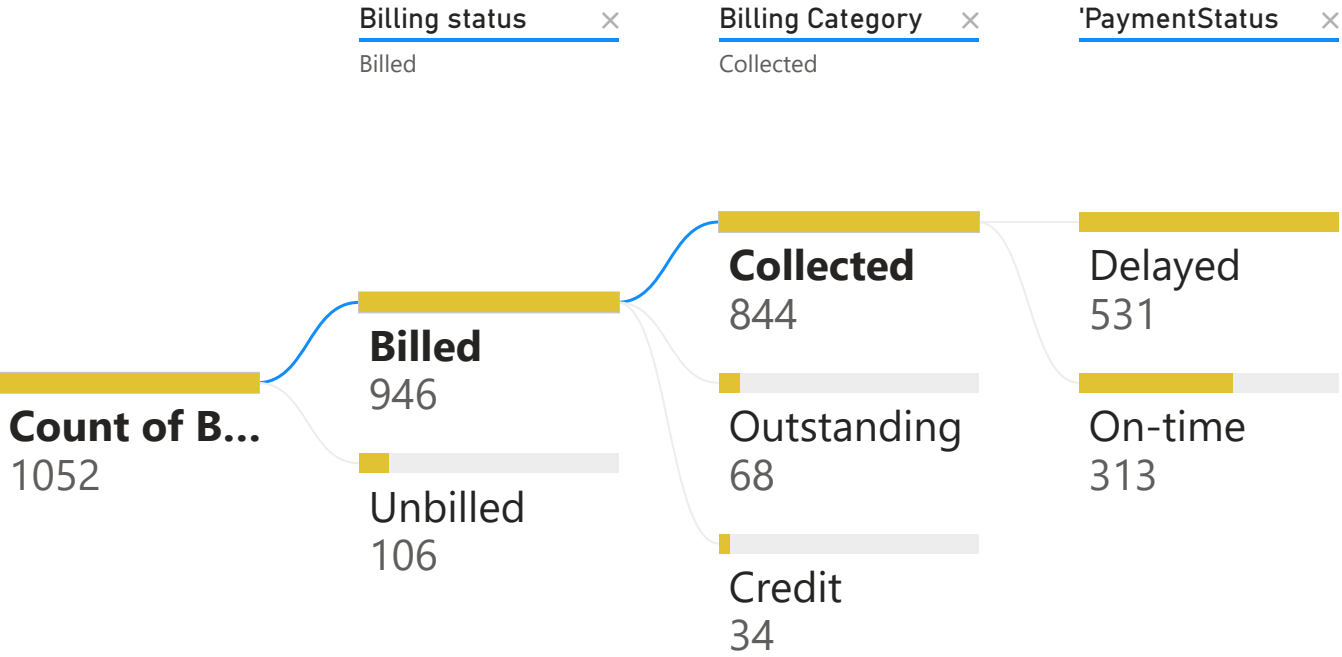 Billing status ×
Billed
Billing Category ×
Collected
'PaymentStatus ×
Count of B...
1052
Billed
946
Unbilled
106
Collected
844
Outstanding
68
Credit
34
Delayed
531
On-time
313